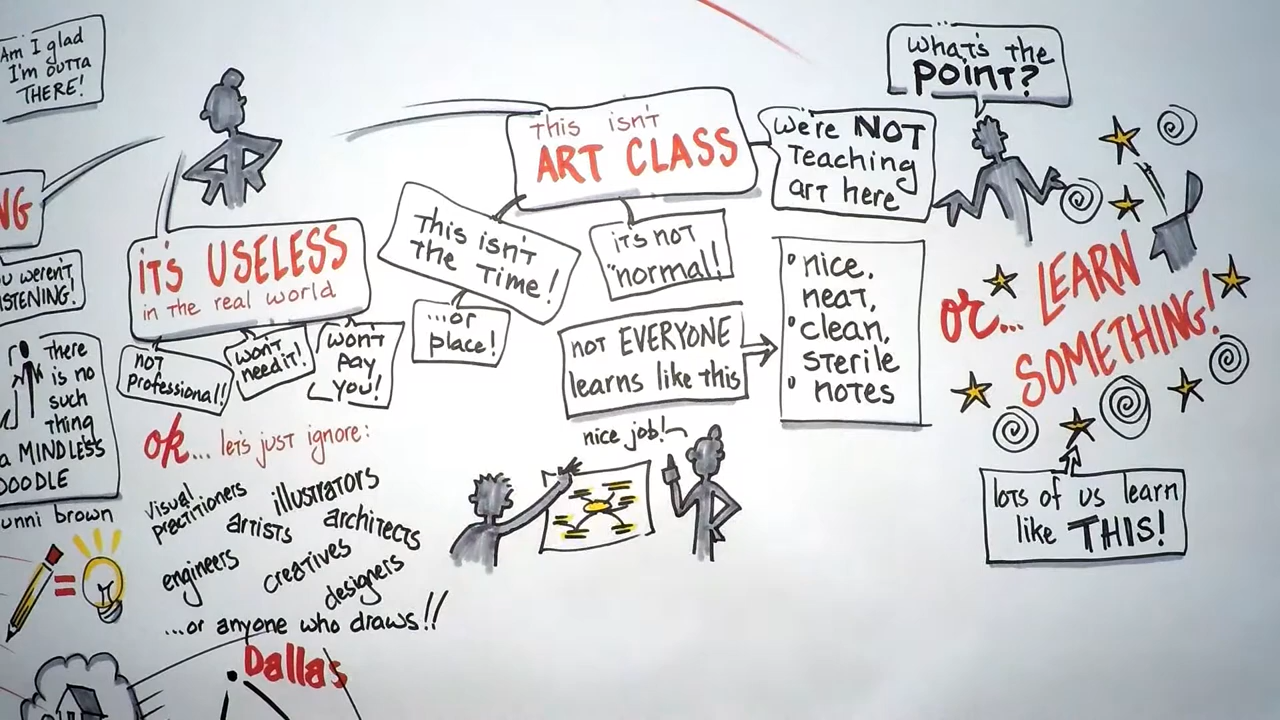 Am I glad
I'm outta
THERE!
NG
ISTENING!
there
is no
such
thing
a MINDLESS
unni brown
ITS USELESS
in the real world
not
professional!!
won't
need it!
won't
pay
you!
ok... let's just ignore:
visual
practitioners
illustrators
artists
architects
engineers
creatives
designers
...or anyone who draws!!
Dallas
This isn't
ART CLASS
This isn't
the time!
...or
place!
it's not
"normal!
We're NOT
Teaching
art here
not EVERYONE
learns like this
nice job!
• nice,
neat,
• clean,
sterile
• notes
What's the
POINT?
or... LEARN
SOMETHING!
lots of us learn
like THIS!